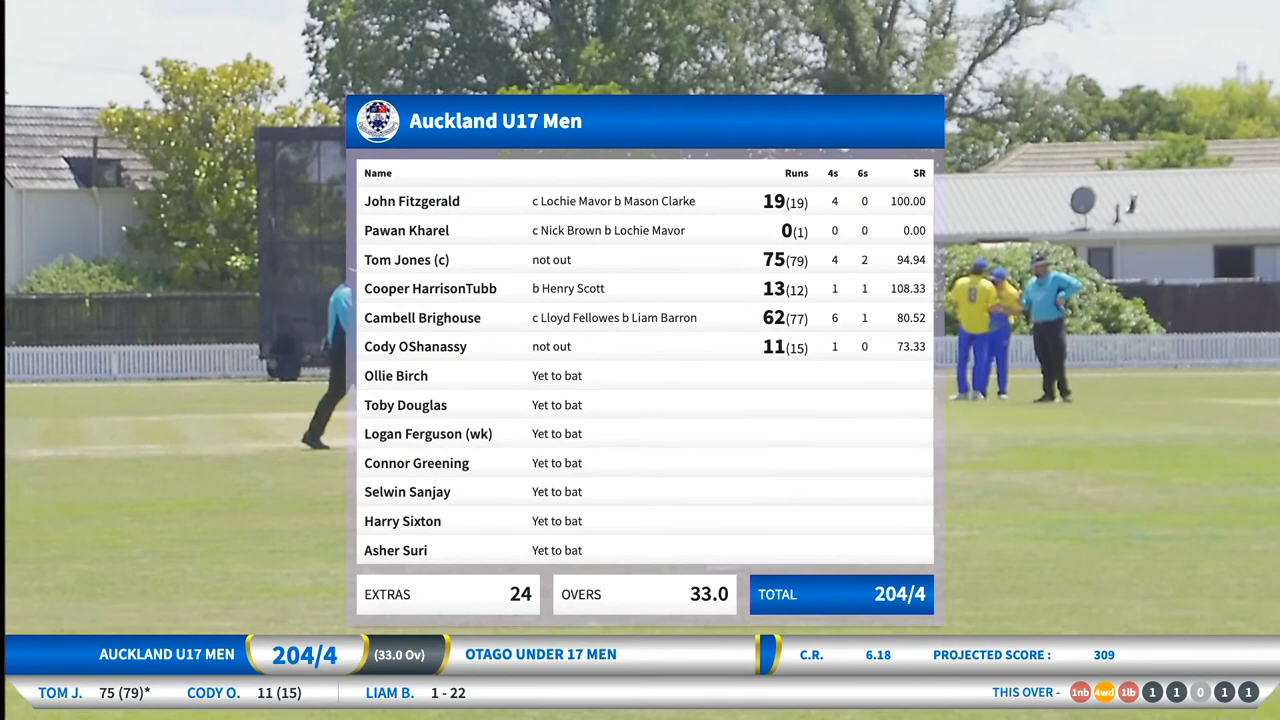 Auckland U17 Men
Name Runs 4s 6s SR
John Fitzgerald c Lochie Mavor b Mason Clarke 19(19) 4 0 100.00
Pawan Kharel c Nick Brown b Lochie Mavor 0(1) 0 0 0.00
Tom Jones (c) not out 75(79) 4 2 94.94
Cooper HarrisonTubb b Henry Scott 13(12) 1 1 108.33
Cambell Brighouse c Lloyd Fellowes b Liam Barron 62(77) 6 1 80.52
Cody OShanassy not out 11(15) 1 0 73.33
Ollie Birch Yet to bat
Toby Douglas Yet to bat
Logan Ferguson (wk) Yet to bat
Connor Greening Yet to bat
Selwin Sanjay Yet to bat
Harry Sixton Yet to bat
Asher Suri Yet to bat
EXTRAS 24 OVERS 33.0 TOTAL 204/4
AUCKLAND U17 MEN 204/4 (33.0 Ov) OTAGO UNDER 17 MEN C.R. 6.18 PROJECTED SCORE : 309
TOM J. 75 (79)* CODY O. 11 (15) LIAM B. 1 - 22 THIS OVER - 1nb 4wd 1lb 1 1 0 1 1